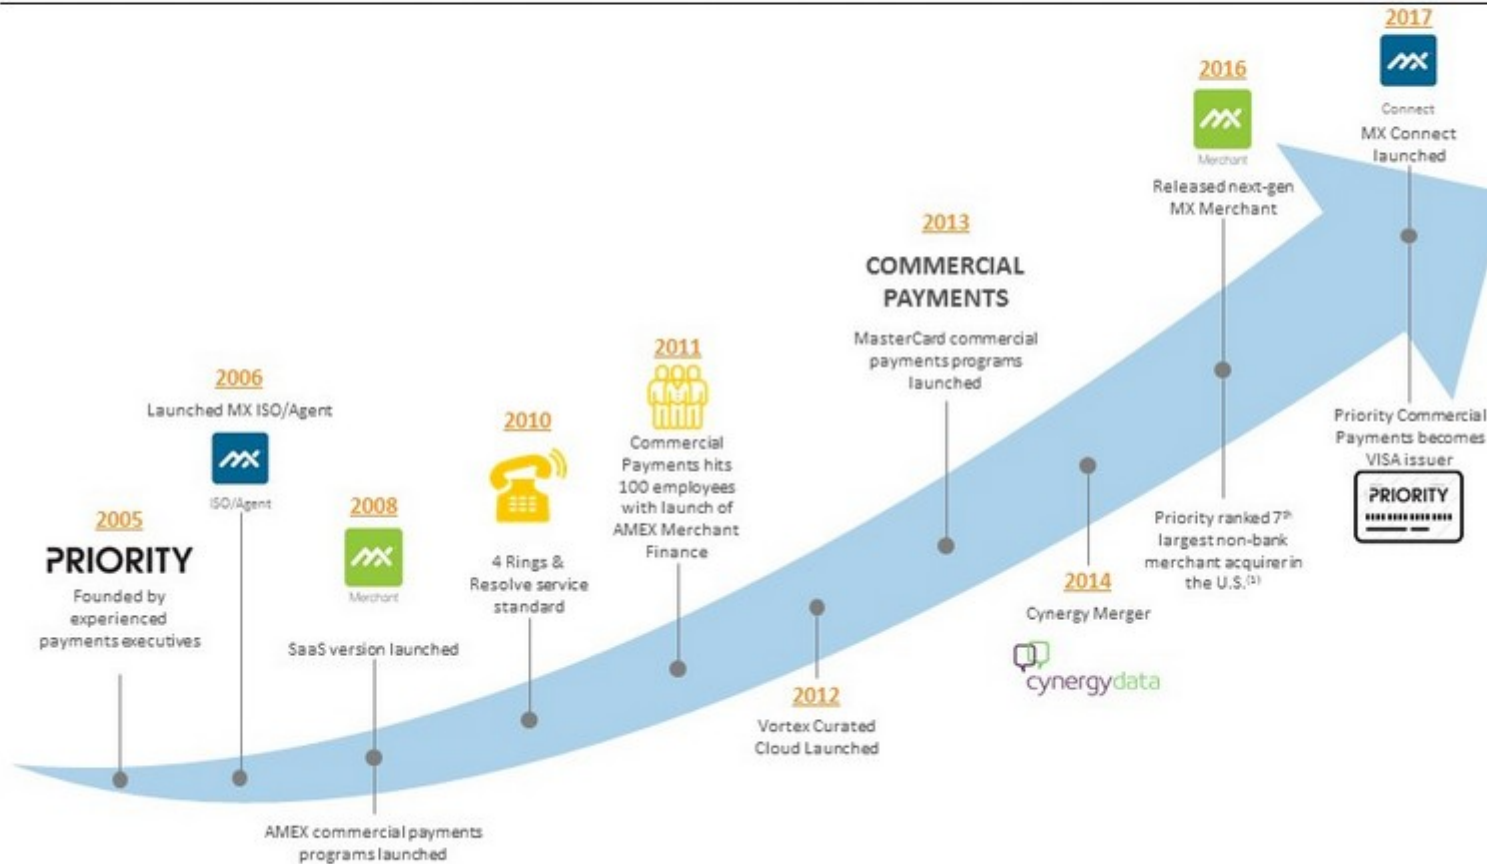 2005
PRIORITY
Founded by
experienced
payments executives
2006
Launched MX ISO/Agent
MX
ISO/Agent
2008
MX
Merchant
SaaS version launched
AMEX commercial payments
programs launched
2010
4 Rings &
Resolve service
standard
2011
Commercial
Payments hits
100 employees
with launch of
AMEX Merchant
Finance
2012
Vortex Curated
Cloud Launched
2013
COMMERCIAL
PAYMENTS
MasterCard commercial
payments programs
launched
2014
Cynergy Merger
cynergydata
2016
MX
Merchant
Released next-gen
MX Merchant
Priority ranked 7th
largest non-bank
merchant acquirer in
the U.S.(1)
2017
MX
Connect
MX Connect
launched
Priority Commercial
Payments becomes
VISA issuer
PRIORITY